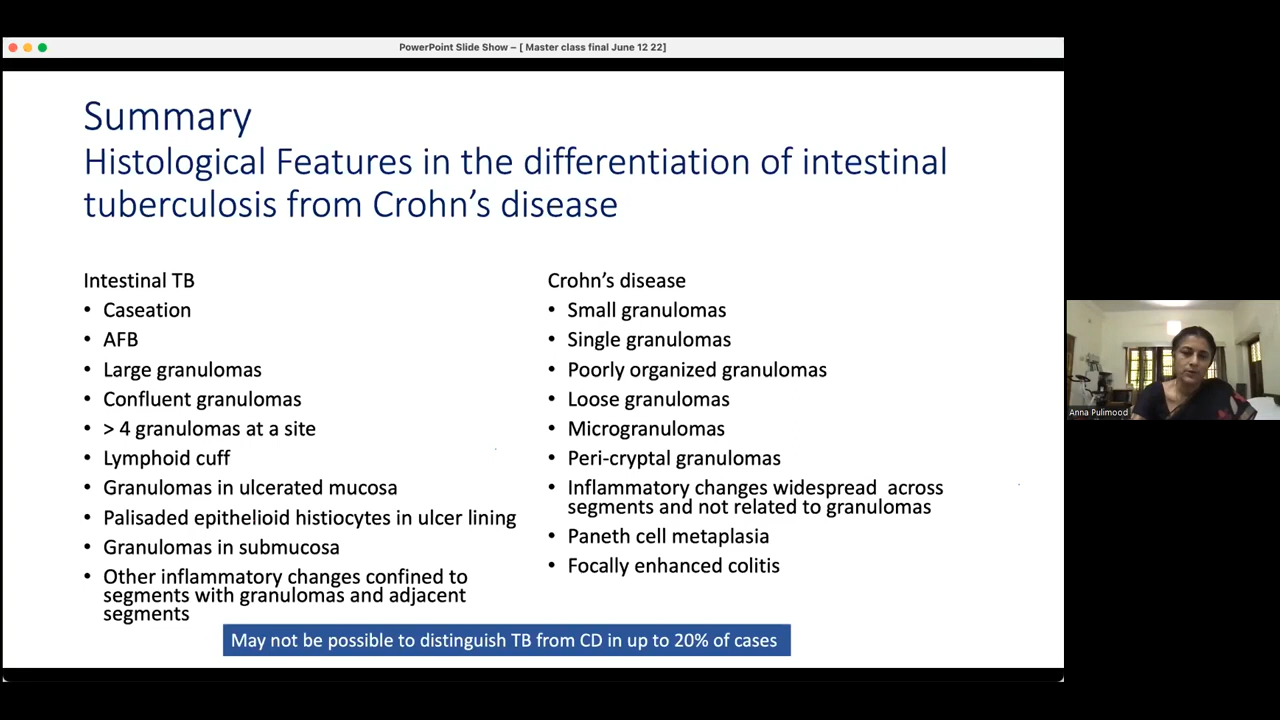 PowerPoint Slide Show – [ Master class final June 12 22]
Summary
Histological Features in the differentiation of intestinal
tuberculosis from Crohn’s disease
Intestinal TB
• Caseation
• AFB
• Large granulomas
• Confluent granulomas
• > 4 granulomas at a site
• Lymphoid cuff
• Granulomas in ulcerated mucosa
• Palisaded epithelioid histiocytes in ulcer lining
• Granulomas in submucosa
• Other inflammatory changes confined to
segments with granulomas and adjacent
segments
Crohn’s disease
• Small granulomas
• Single granulomas
• Poorly organized granulomas
• Loose granulomas
• Microgranulomas
• Peri-cryptal granulomas
• Inflammatory changes widespread across
segments and not related to granulomas
• Paneth cell metaplasia
• Focally enhanced colitis
May not be possible to distinguish TB from CD in up to 20% of cases
Anna Pulimood